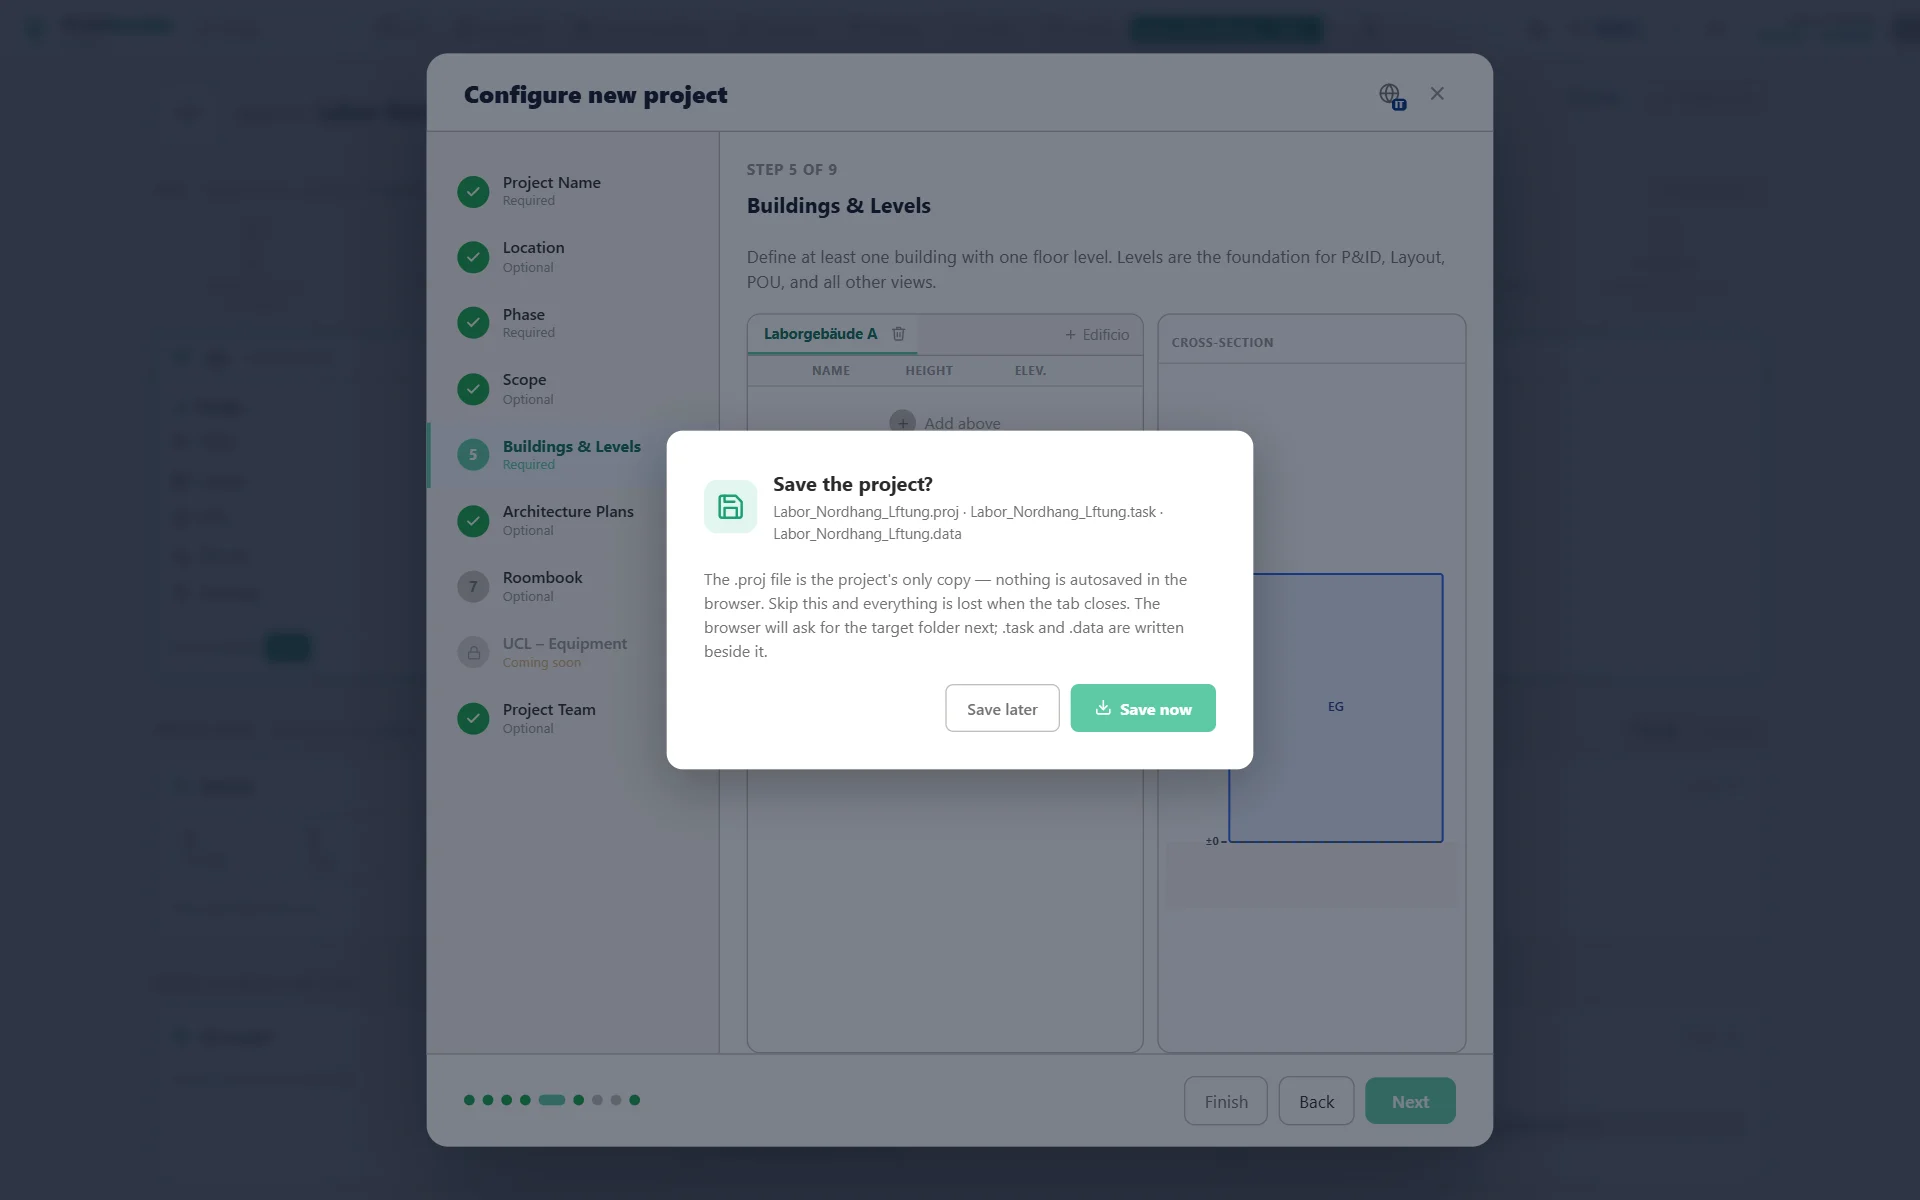 Configure new project
IT
Project Name
Required
Location
Optional
Phase
Required
Scope
Optional
5
Buildings & Levels
Required
Architecture Plans
Optional
7
Roombook
Optional
UCL – Equipment
Coming soon
Project Team
Optional
STEP 5 OF 9
Buildings & Levels
Define at least one building with one floor level. Levels are the foundation for P&ID, Layout,
POU, and all other views.
Laborgebäude A
+ Edificio
NAME HEIGHT ELEV.
+ Add above
CROSS-SECTION
EG
±0
Save the project?
Labor_Nordhang_Lftung.proj · Labor_Nordhang_Lftung.task ·
Labor_Nordhang_Lftung.data
The .proj file is the project's only copy — nothing is autosaved in the
browser. Skip this and everything is lost when the tab closes. The
browser will ask for the target folder next; .task and .data are written
beside it.
Save later
Save now
Finish
Back
Next